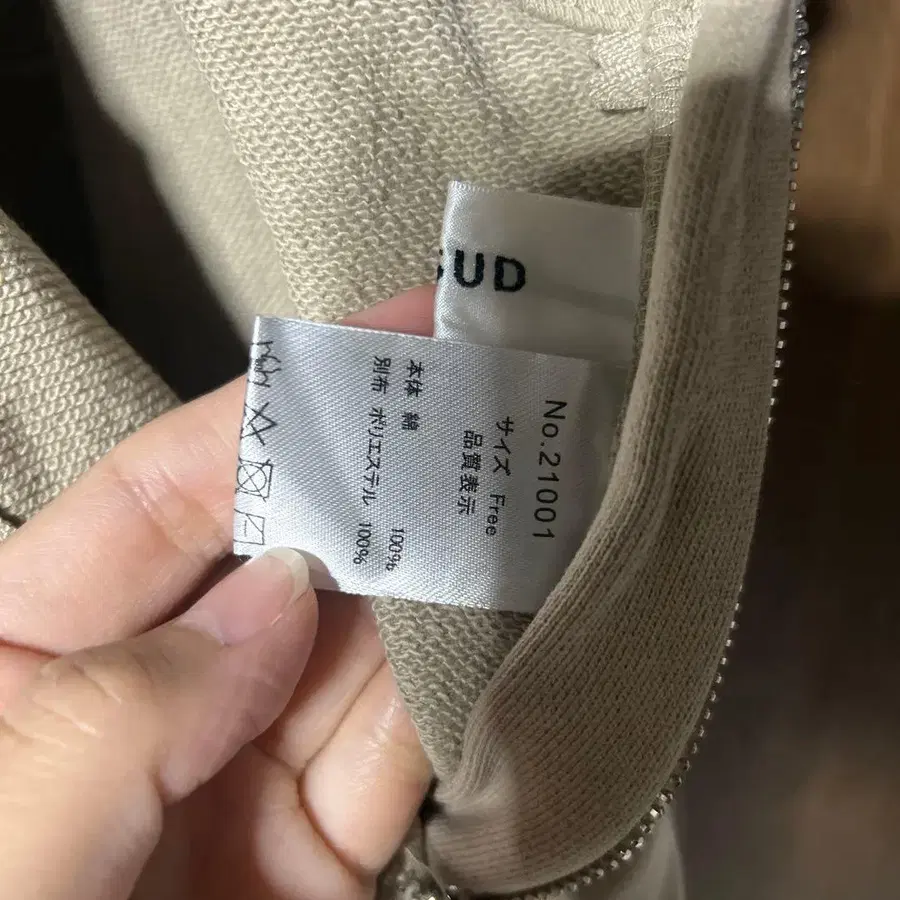 UD
No.21001
サイズ Free
品質表示
本体 綿 100%
別布 ポリエステル 100%